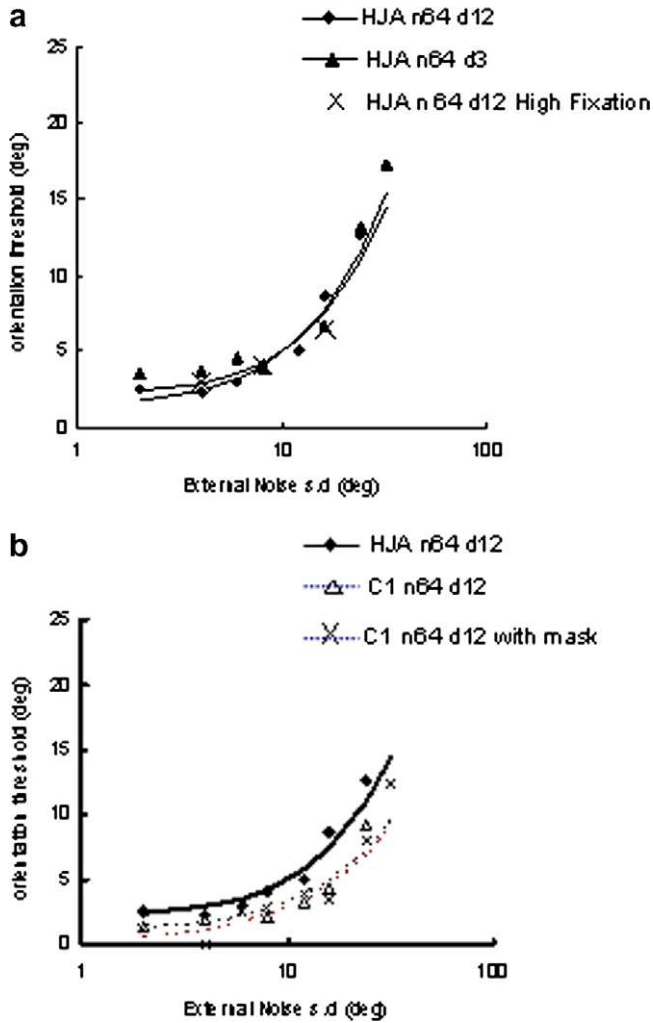 a
HJA n64 d12
HJA n64 d3
HJA n64 d12 High Fixation
25
20
15
10
5
0
orientation threshold (deg)
1 10 100
External Noise s.d (deg)
b
HJA n64 d12
C1 n64 d12
C1 n64 d12 with mask
25
20
15
10
5
0
orientation threshold (deg)
1 10 100
External Noise s.d (deg)